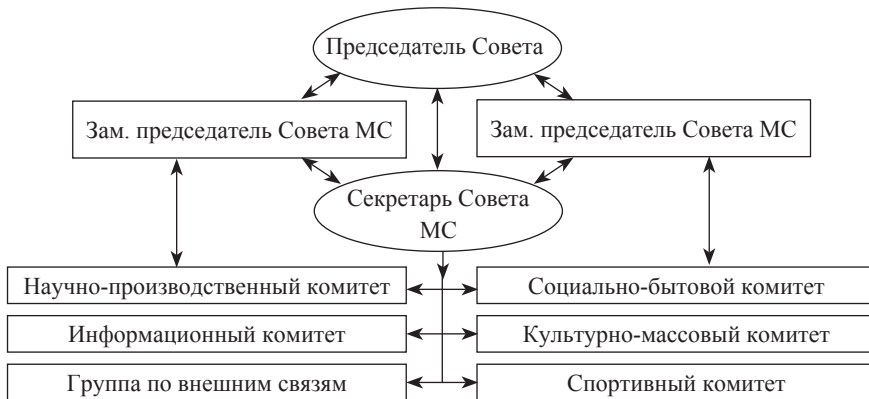 Председатель Совета
Зам. председатель Совета МС
Зам. председатель Совета МС
Секретарь Совета
МС
Научно-производственный комитет
Социально-бытовой комитет
Информационный комитет
Культурно-массовый комитет
Группа по внешним связям
Спортивный комитет